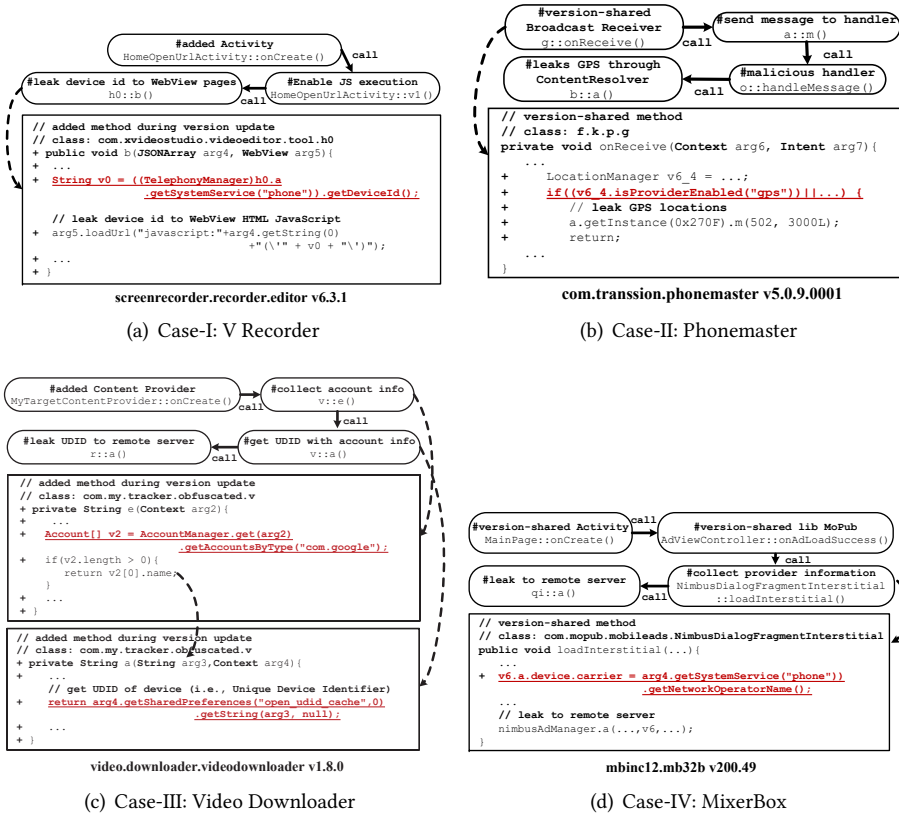 #added Activity
HomeOpenUrlActivity::onCreate()
call
#leak device id to WebView pages
h0::b()
call
#Enable JS execution
HomeOpenUrlActivity::v1()
// added method during version update
// class: com.xvideostudio.videoeditor.tool.h0
+ public void b(JSONArray arg4, WebView arg5){
+ ...
+ String v0 = ((TelephonyManager)h0.a
.getSystemService("phone")).getDeviceId();
// leak device id to WebView HTML JavaScript
+ arg5.loadUrl("javascript:"+arg4.getString(0)
+"(\'" + v0 + "\')");
+ ...
+ }
screenrecorder.recorder.editor v6.3.1
(a) Case-I: V Recorder
#version-shared
Broadcast Receiver
g::onReceive()
call
#send message to handler
a::m()
call
#leaks GPS through
ContentResolver
b::a()
call
#malicious handler
o::handleMessage()
// version-shared method
// class: f.k.p.g
private void onReceive(Context arg6, Intent arg7){
...
+ LocationManager v6_4 = ...;
+ if((v6_4.isProviderEnabled("gps"))||...) {
+ // leak GPS locations
+ a.getInstance(0x270F).m(502, 3000L);
+ return;
...
}
com.transsion.phonemaster v5.0.9.0001
(b) Case-II: Phonemaster
#added Content Provider
MyTargetContentProvider::onCreate()
call
#collect account info
v::e()
call
#leak UDID to remote server
r::a()
call
#get UDID with account info
v::a()
// added method during version update
// class: com.my.tracker.obfuscated.v
+ private String e(Context arg2){
+ ...
+ Account[] v2 = AccountManager.get(arg2)
.getAccountsByType("com.google");
+ if(v2.length > 0){
return v2[0].name;
}
+ ...
+ }
// added method during version update
// class: com.my.tracker.obfuscated.v
+ private String a(String arg3,Context arg4){
+ ...
// get UDID of device (i.e., Unique Device Identifier)
+ return arg4.getSharedPreferences("open_udid_cache",0)
.getString(arg3, null);
+ ...
+ }
video.downloader.videodownloader v1.8.0
(c) Case-III: Video Downloader
#version-shared Activity
MainPage::onCreate()
call
#version-shared lib MoPub
AdViewController::onAdLoadSuccess()
call
#leak to remote server
qi::a()
call
#collect provider information
NimbusDialogFragmentInterstitial
::loadInterstitial()
// version-shared method
// class: com.mopub.mobileads.NimbusDialogFragmentInterstitial
public void loadInterstitial(...){
...
+ v6.a.device.carrier = arg4.getSystemService("phone"))
.getNetworkOperatorName();
...
// leak to remote server
nimbusAdManager.a(...,v6,...);
}
mbinc12.mb32b v200.49
(d) Case-IV: MixerBox